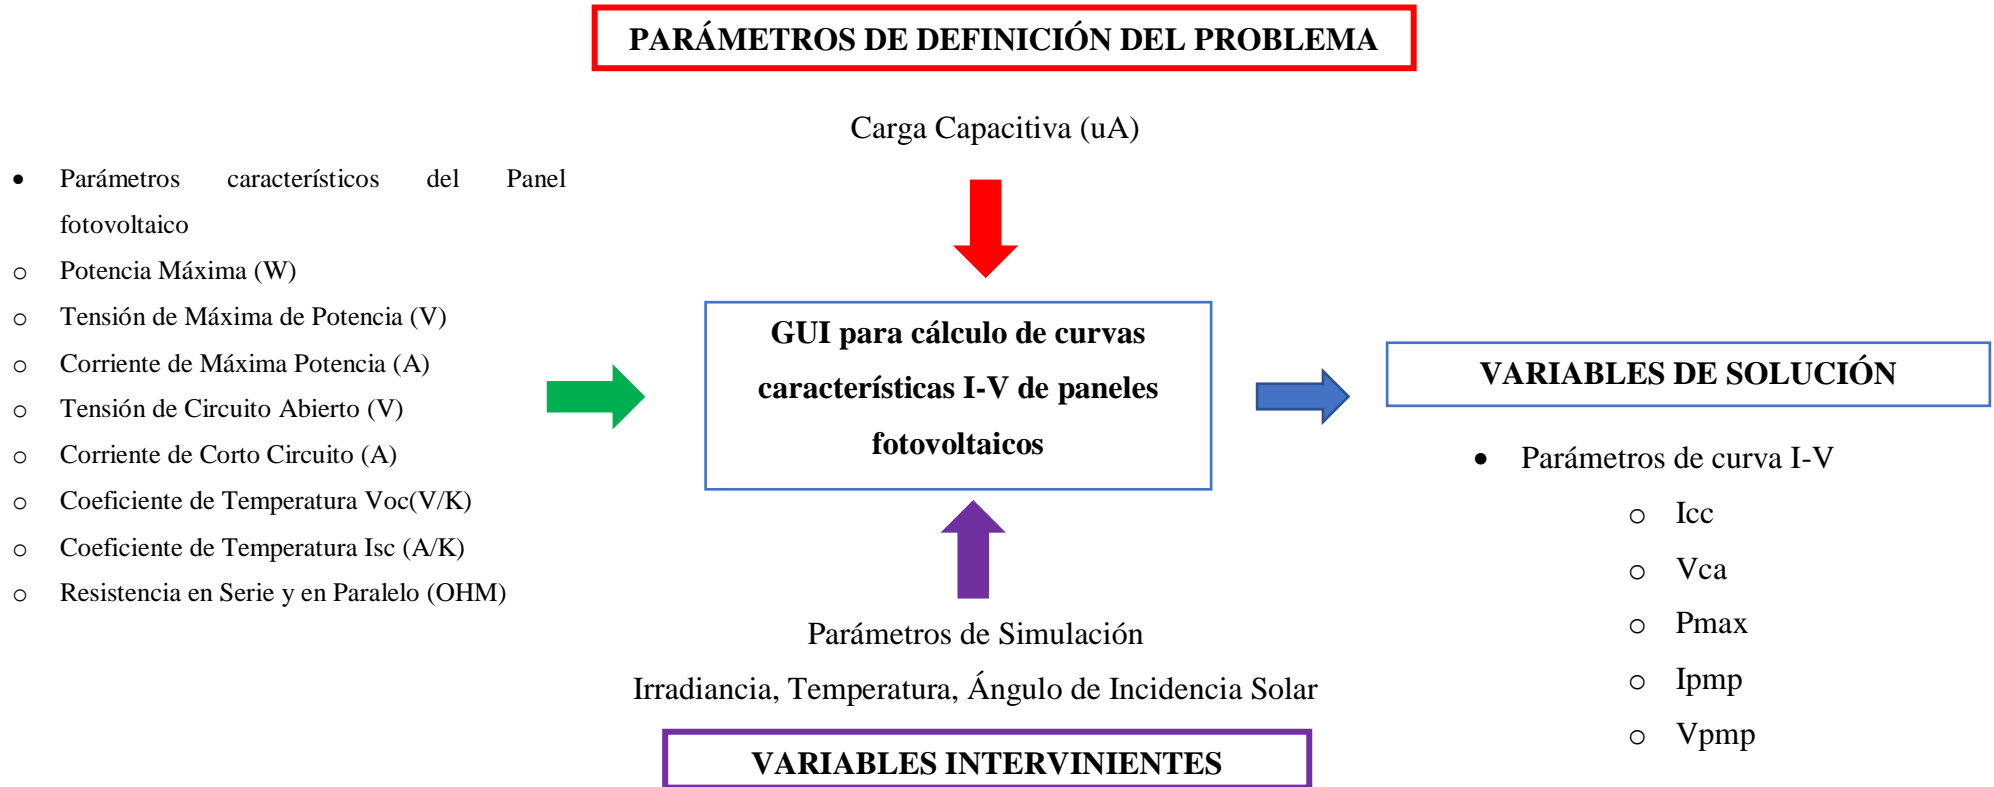 PARÁMETROS DE DEFINICIÓN DEL PROBLEMA
Carga Capacitiva (uA)
• Parámetros característicos del Panel
fotovoltaico
o Potencia Máxima (W)
o Tensión de Máxima de Potencia (V)
o Corriente de Máxima Potencia (A)
o Tensión de Circuito Abierto (V)
o Corriente de Corto Circuito (A)
o Coeficiente de Temperatura Voc(V/K)
o Coeficiente de Temperatura Isc (A/K)
o Resistencia en Serie y en Paralelo (OHM)
GUI para cálculo de curvas
características I-V de paneles
fotovoltaicos
Parámetros de Simulación
Irradiancia, Temperatura, Ángulo de Incidencia Solar
VARIABLES INTERVINIENTES
VARIABLES DE SOLUCIÓN
• Parámetros de curva I-V
o Icc
o Vca
o Pmax
o Ipmp
o Vpmp